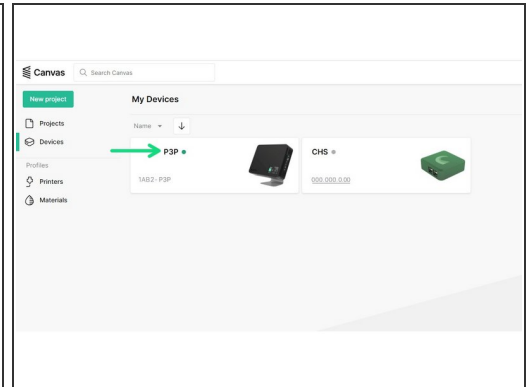 Canvas
Search Canvas
New project
My Devices
Projects
Name
Devices
P3P
CHS
Profiles
1AB2-P3P
000.000.0.00
Printers
Materials